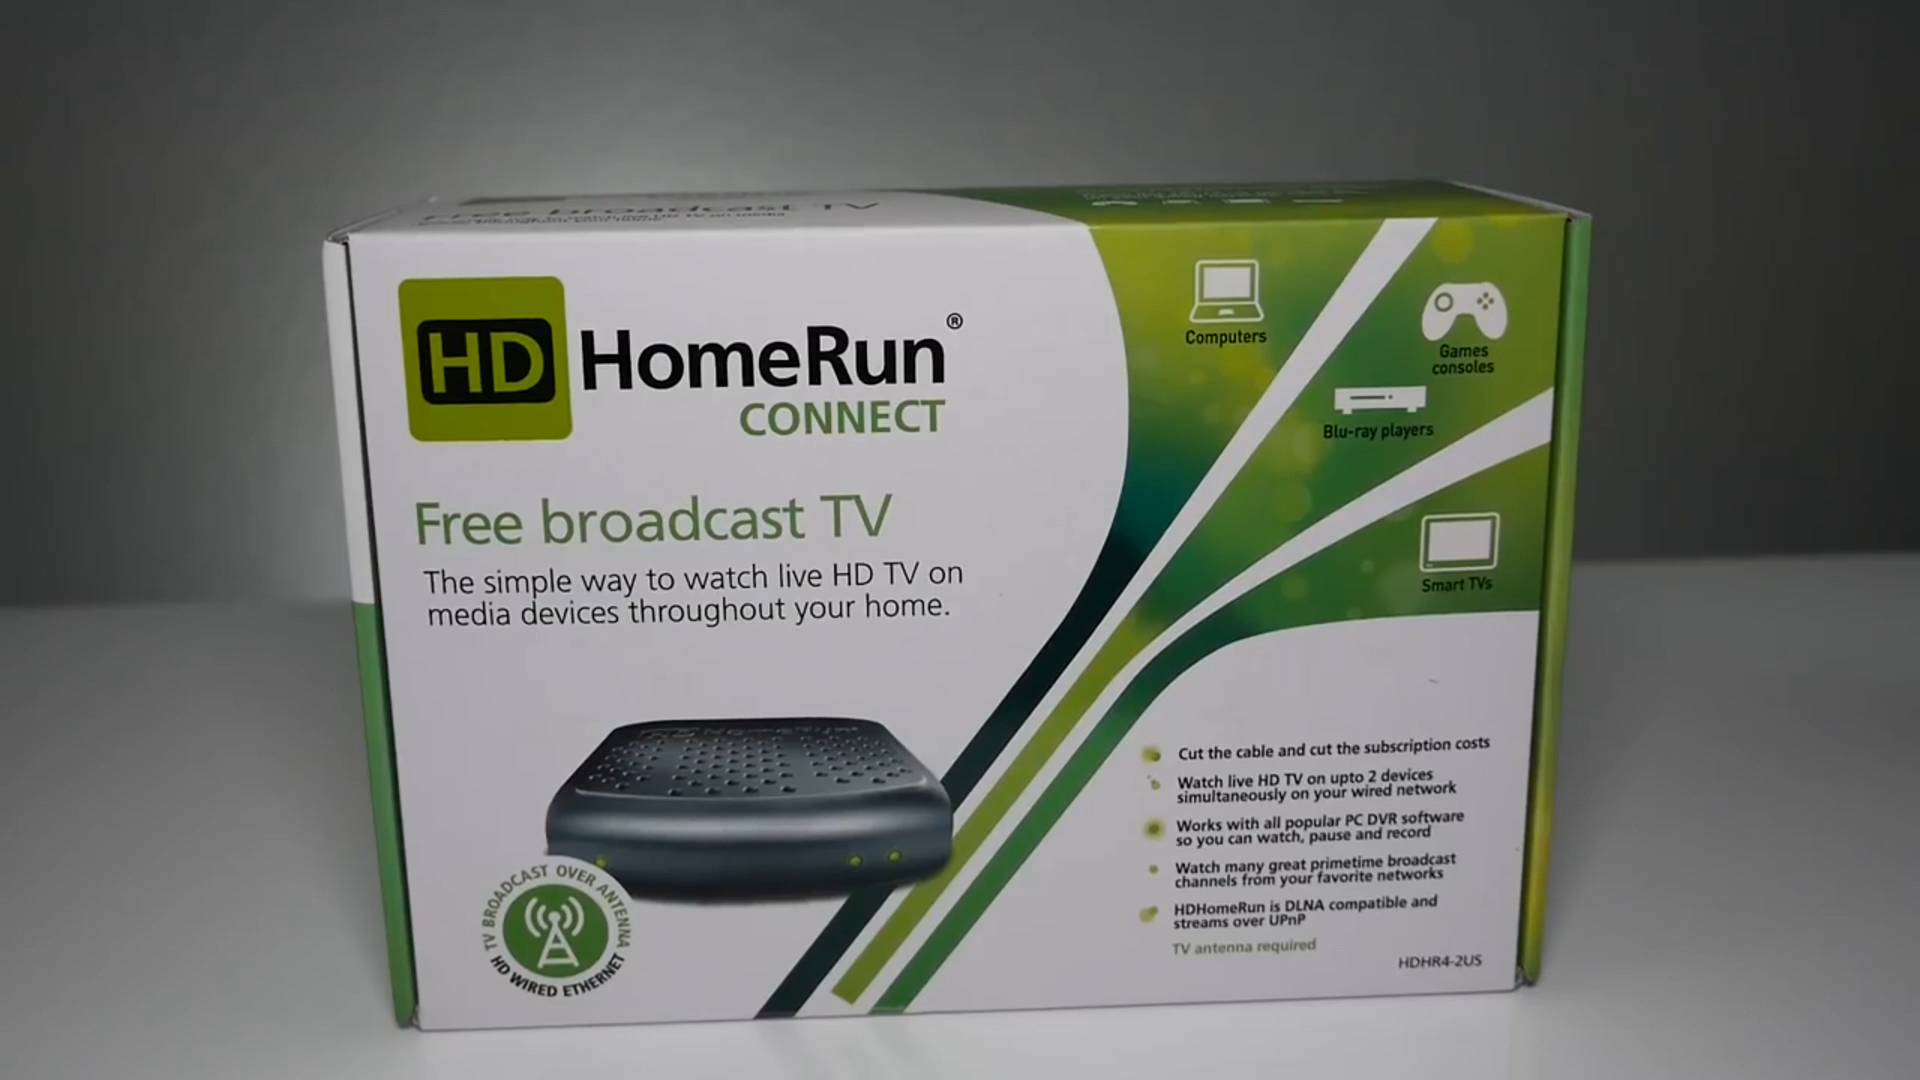 Free broadcast TV
HD HomeRun®
CONNECT
Free broadcast TV
The simple way to watch live HD TV on
media devices throughout your home.
TV BROADCAST OVER ANTENNA
HD WIRED ETHERNET
Computers
Games
consoles
Blu-ray players
Smart TVs
Cut the cable and cut the subscription costs
Watch live HD TV on upto 2 devices
simultaneously on your wired network
Works with all popular PC DVR software
so you can watch, pause and record
Watch many great primetime broadcast
channels from your favorite networks
HDHomeRun is DLNA compatible and
streams over UPnP
TV antenna required
HDHR4-2US